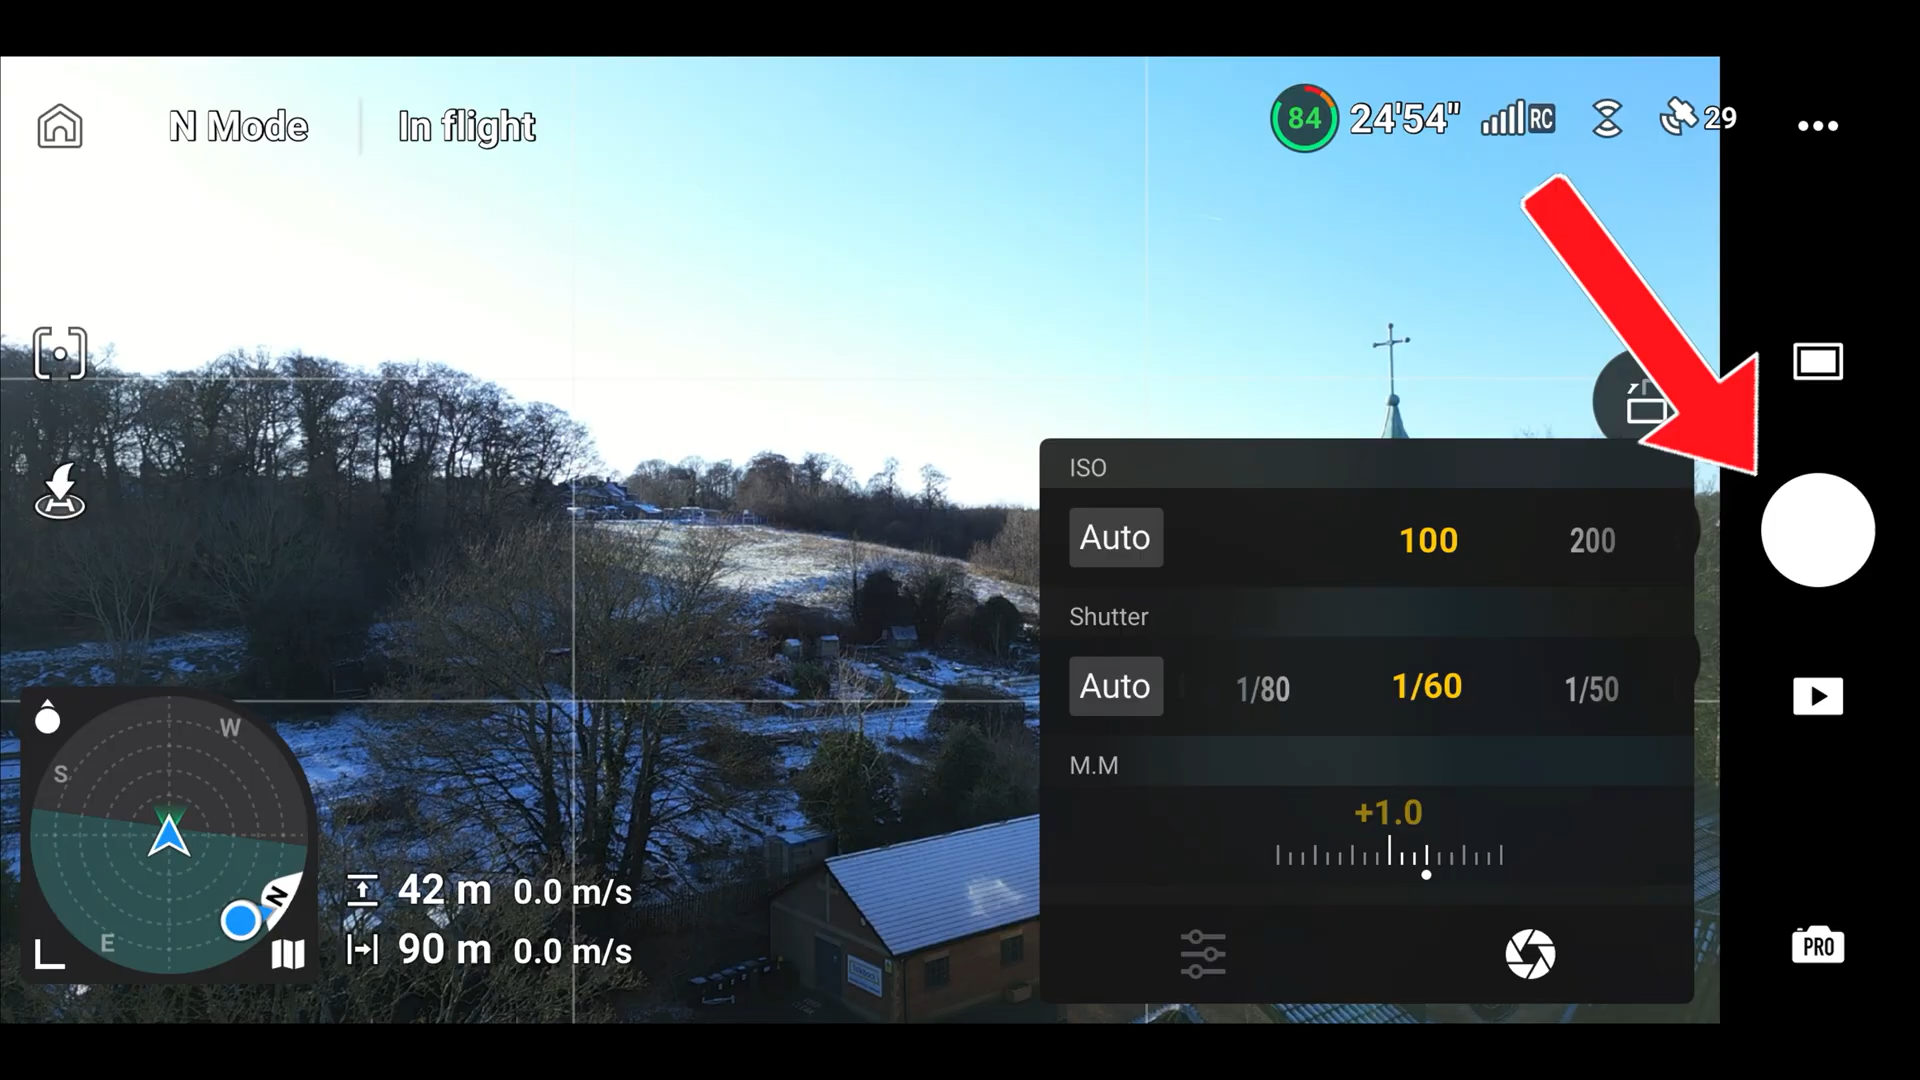 N Mode
In flight
84
24'54"
RC
29
ISO
Auto
100
200
Shutter
Auto
1/80
1/60
1/50
M.M
+1.0
W
S
N
E
42 m 0.0 m/s
90 m 0.0 m/s
PRO